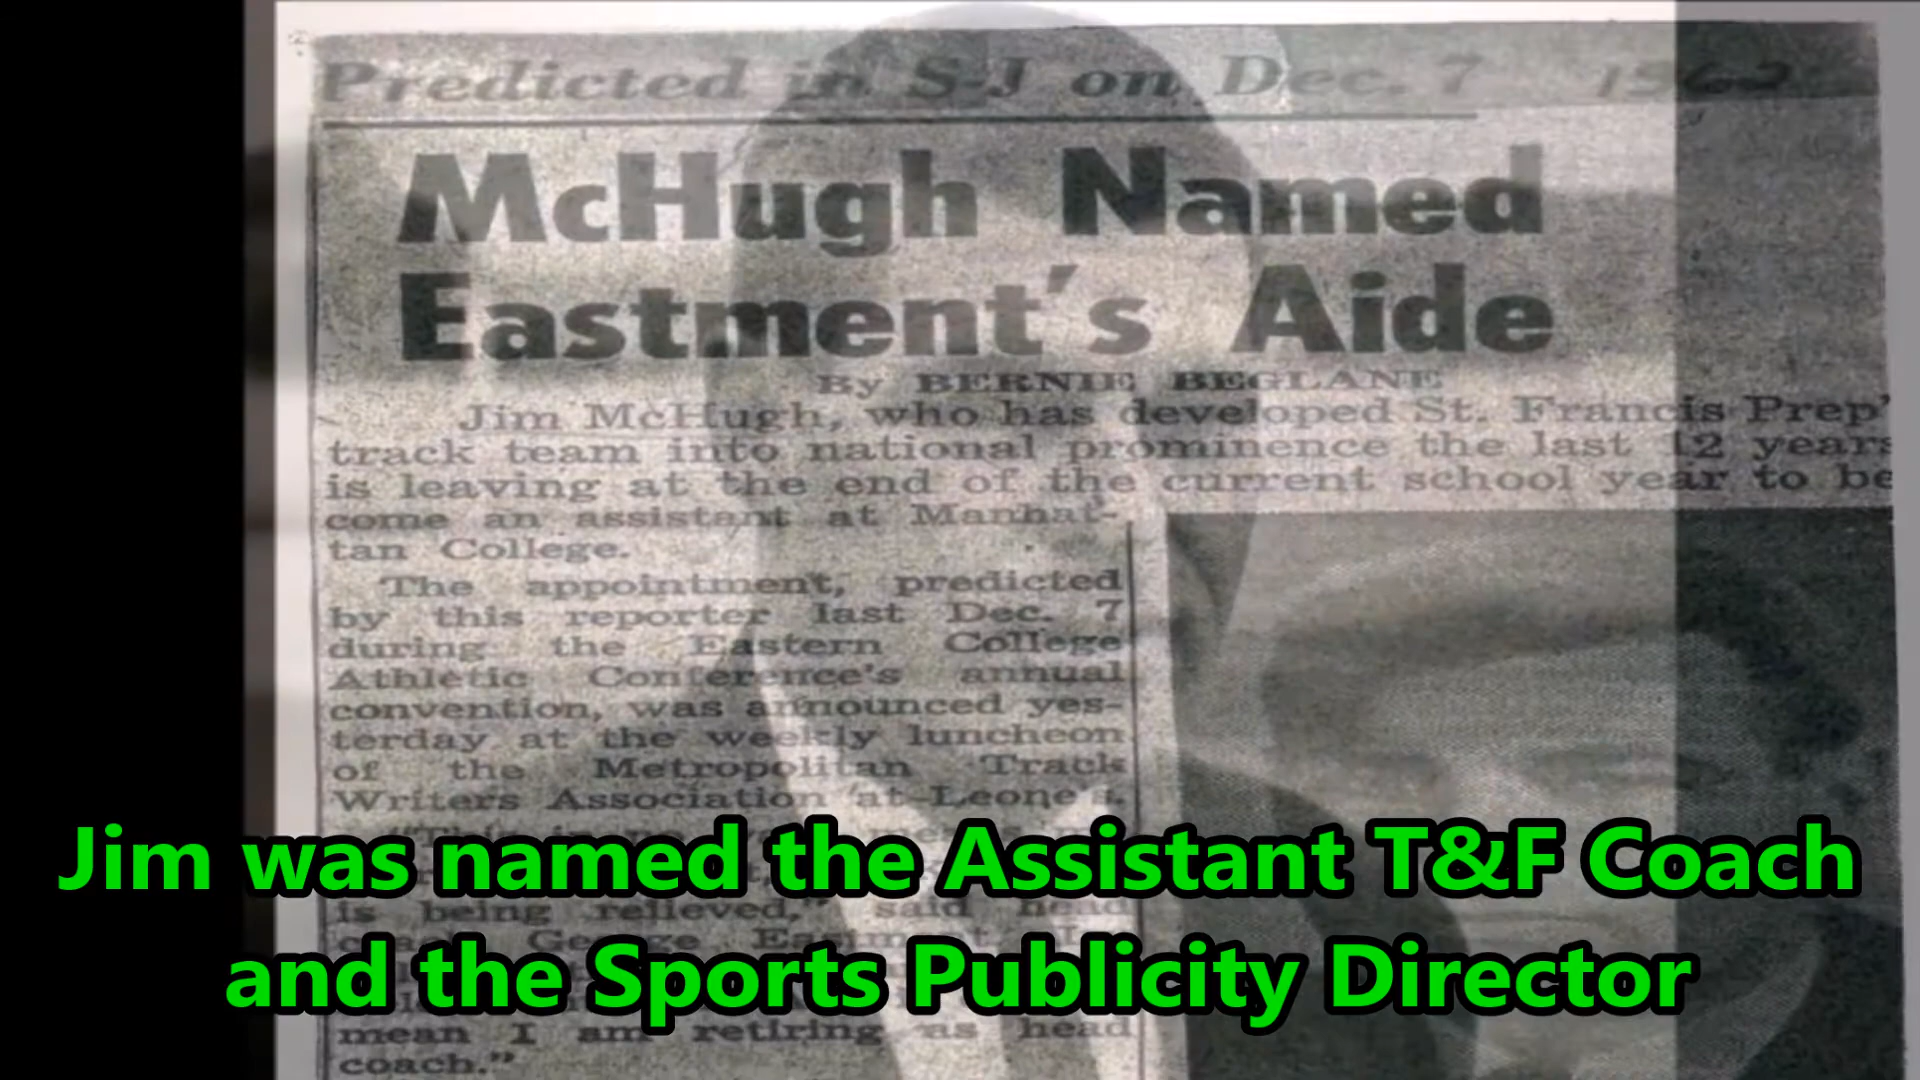 Predicted in S-J on Dec. 7 1962
McHugh Named
Eastment's Aide
By BERNIE BEGLANE
Jim McHugh, who has developed St. Francis Prep'
track team into national prominence the last 12 years
is leaving at the end of the current school year to be
come an assistant at Manhat-
tan College.
The appointment, predicted
by this reporter last Dec. 7
during the Eastern College
Athletic Conference's annual
convention, was announced yes-
terday at the weekly luncheon
of the Metropolitan Track
Writers Association at Leone's.
Jim was named the Assistant T&F Coach
is being relieved," said head
George Eastment
and the Sports Publicity Director
mean I am retiring as head
coach."